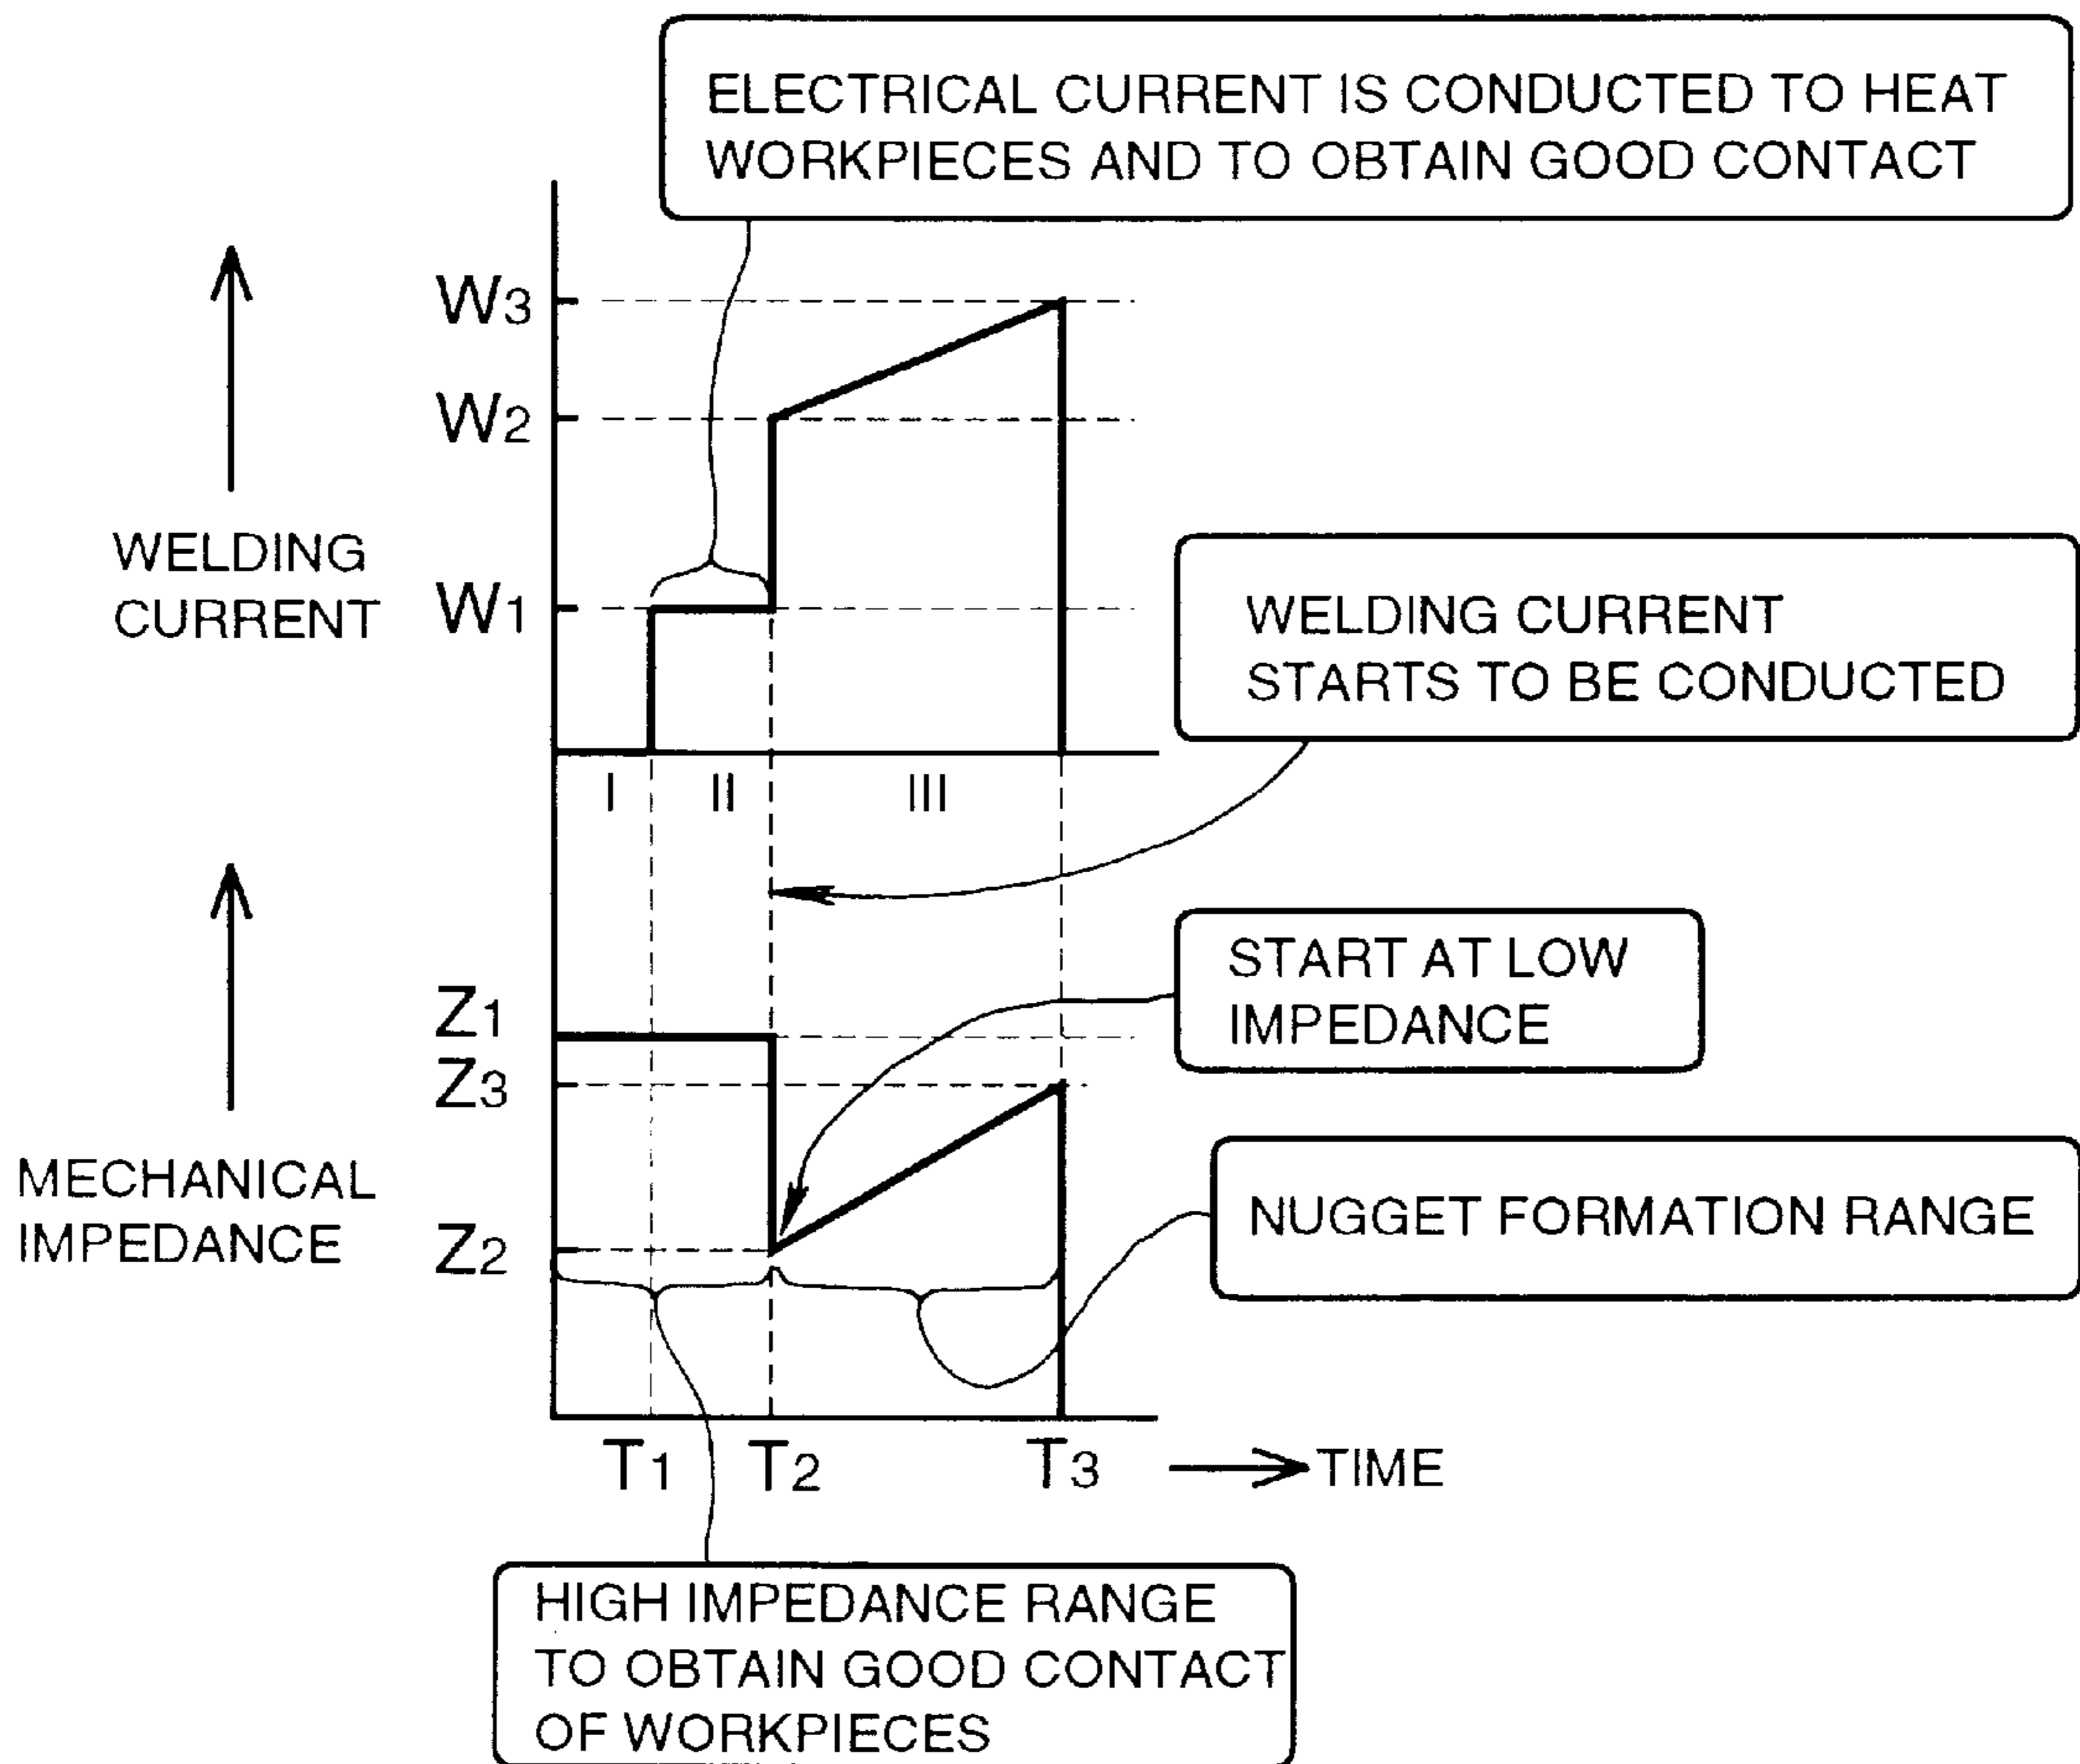 ELECTRICAL CURRENT IS CONDUCTED TO HEAT
WORKPIECES AND TO OBTAIN GOOD CONTACT
W3
W2
WELDING
CURRENT
W1
WELDING CURRENT
STARTS TO BE CONDUCTED
I
II
III
START AT LOW
IMPEDANCE
Z1
Z3
MECHANICAL
IMPEDANCE
Z2
NUGGET FORMATION RANGE
T1
T2
T3
TIME
HIGH IMPEDANCE RANGE
TO OBTAIN GOOD CONTACT
OF WORKPIECES